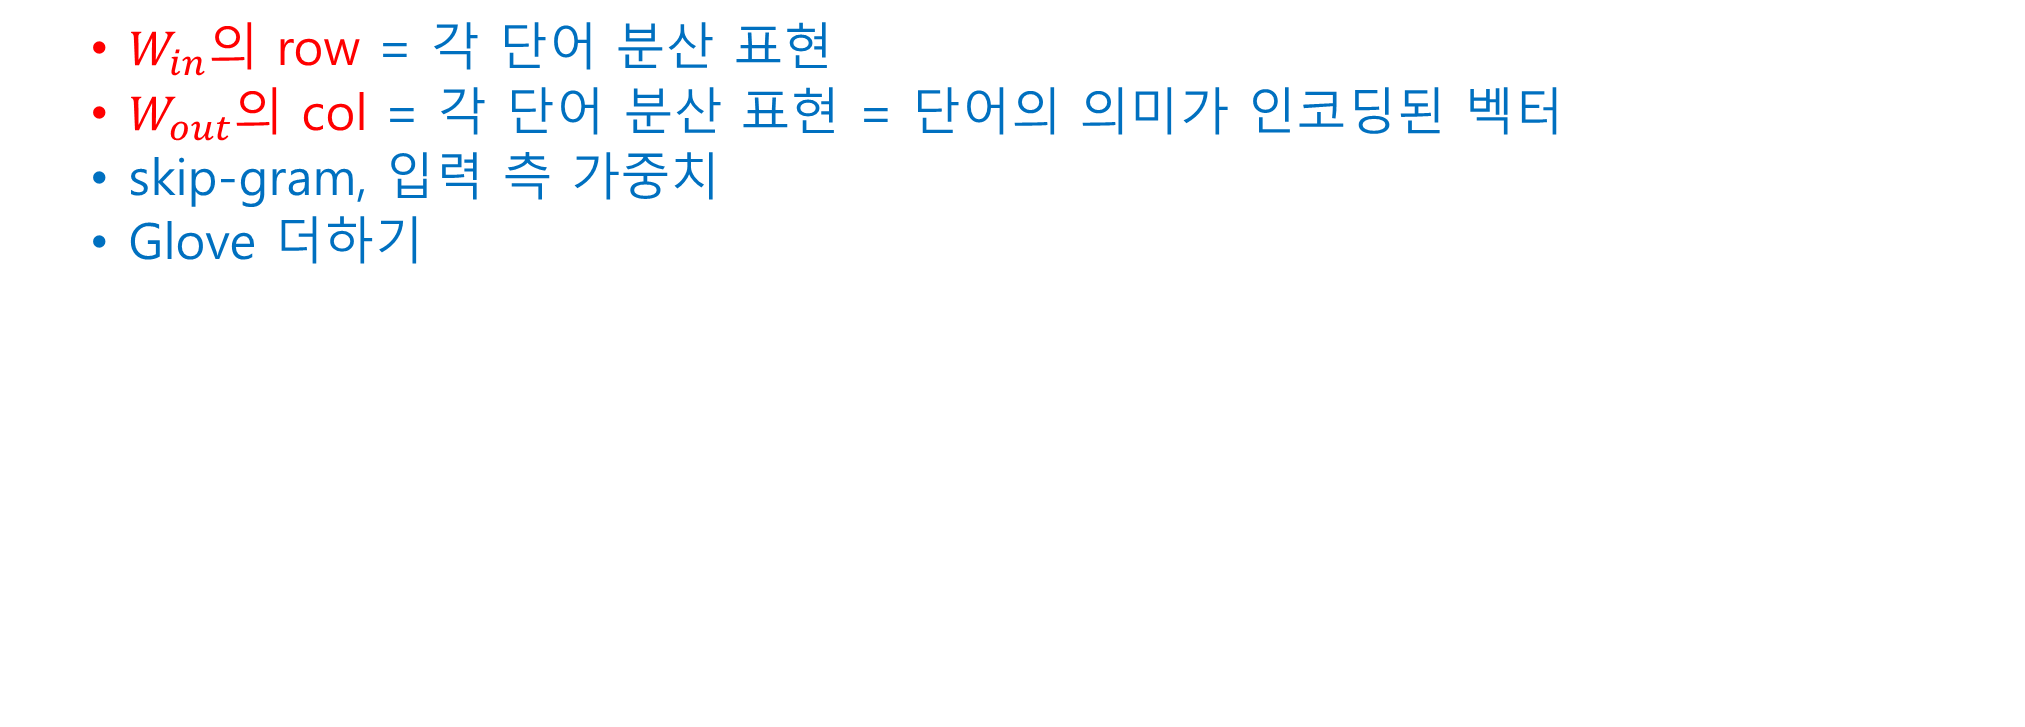 • W_in의 row = 각 단어 분산 표현
• W_out의 col = 각 단어 분산 표현 = 단어의 의미가 인코딩된 벡터
• skip-gram, 입력 측 가중치
• Glove 더하기